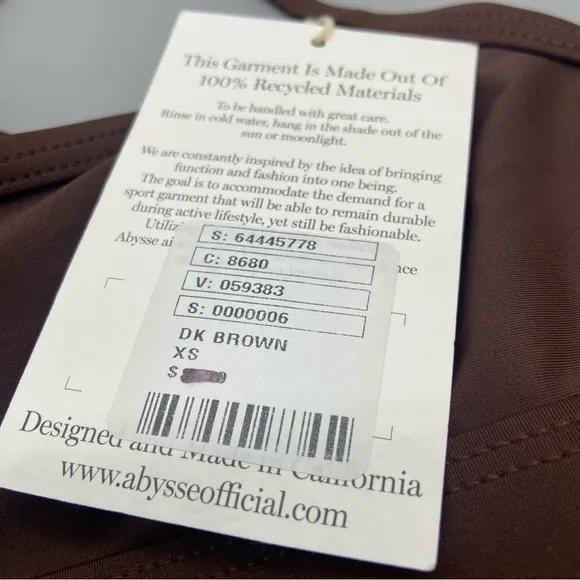 This Garment Is Made Out Of
100% Recycled Materials
To be handled with great care.
Rinse in cold water, hang in the shade out of the
sun or moonlight.
We are constantly inspired by the idea of bringing
function and fashion into one being.
The goal is to accommodate the demand for a
sport garment that will be able to remain durable
during active lifestyle, yet still be fashionable.
Abysse
S: 64445778
C: 8680
V: 059383
S: 0000006
DK BROWN
XS
$
Designed and Made in California
www.abysseofficial.com